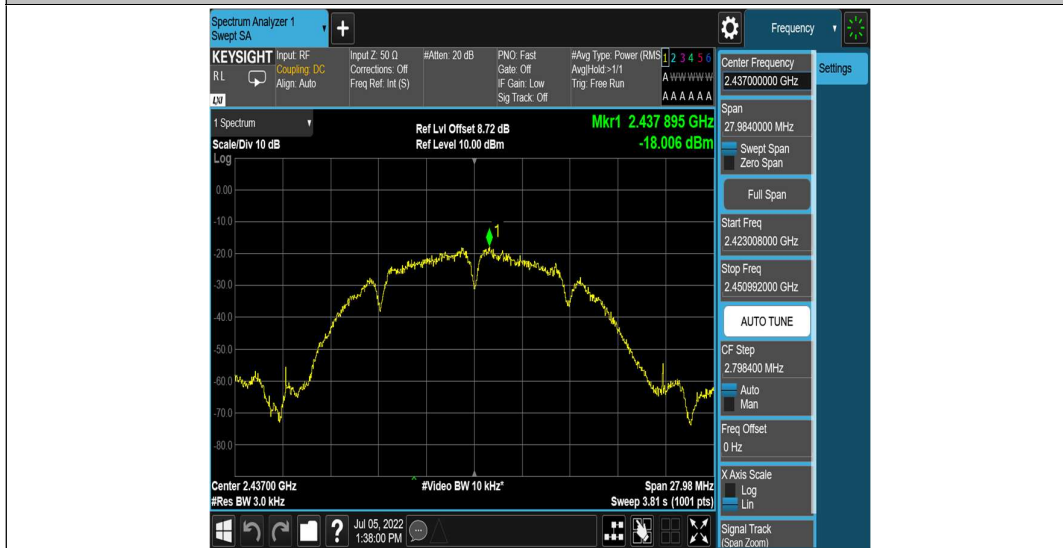 Spectrum Analyzer 1
Swept SA
Frequency
KEYSIGHT
R L
LXI
Input: RF
Coupling: DC
Align: Auto
Input Z: 50 Ω
Corrections: Off
Freq Ref: Int (S)
#Atten: 20 dB
PNO: Fast
Gate: Off
IF Gain: Low
Sig Track: Off
#Avg Type: Power (RMS
Avg|Hold:>1/1
Trig: Free Run
1 2 3 4 5 6
A W W W W W
A A A A A A
1 Spectrum
Scale/Div 10 dB
Ref Lvl Offset 8.72 dB
Ref Level 10.00 dBm
Mkr1 2.437 895 GHz
-18.006 dBm
Log
0.00
-10.0
-20.0
-30.0
-40.0
-50.0
-60.0
-70.0
-80.0
1
Center 2.43700 GHz
#Res BW 3.0 kHz
#Video BW 10 kHz*
Span 27.98 MHz
Sweep 3.81 s (1001 pts)
Jul 05, 2022
1:38:00 PM
Center Frequency
2.437000000 GHz
Settings
Span
27.9840000 MHz
Swept Span
Zero Span
Full Span
Start Freq
2.423008000 GHz
Stop Freq
2.450992000 GHz
AUTO TUNE
CF Step
2.798400 MHz
Auto
Man
Freq Offset
0 Hz
X Axis Scale
Log
Lin
Signal Track
(Span Zoom)